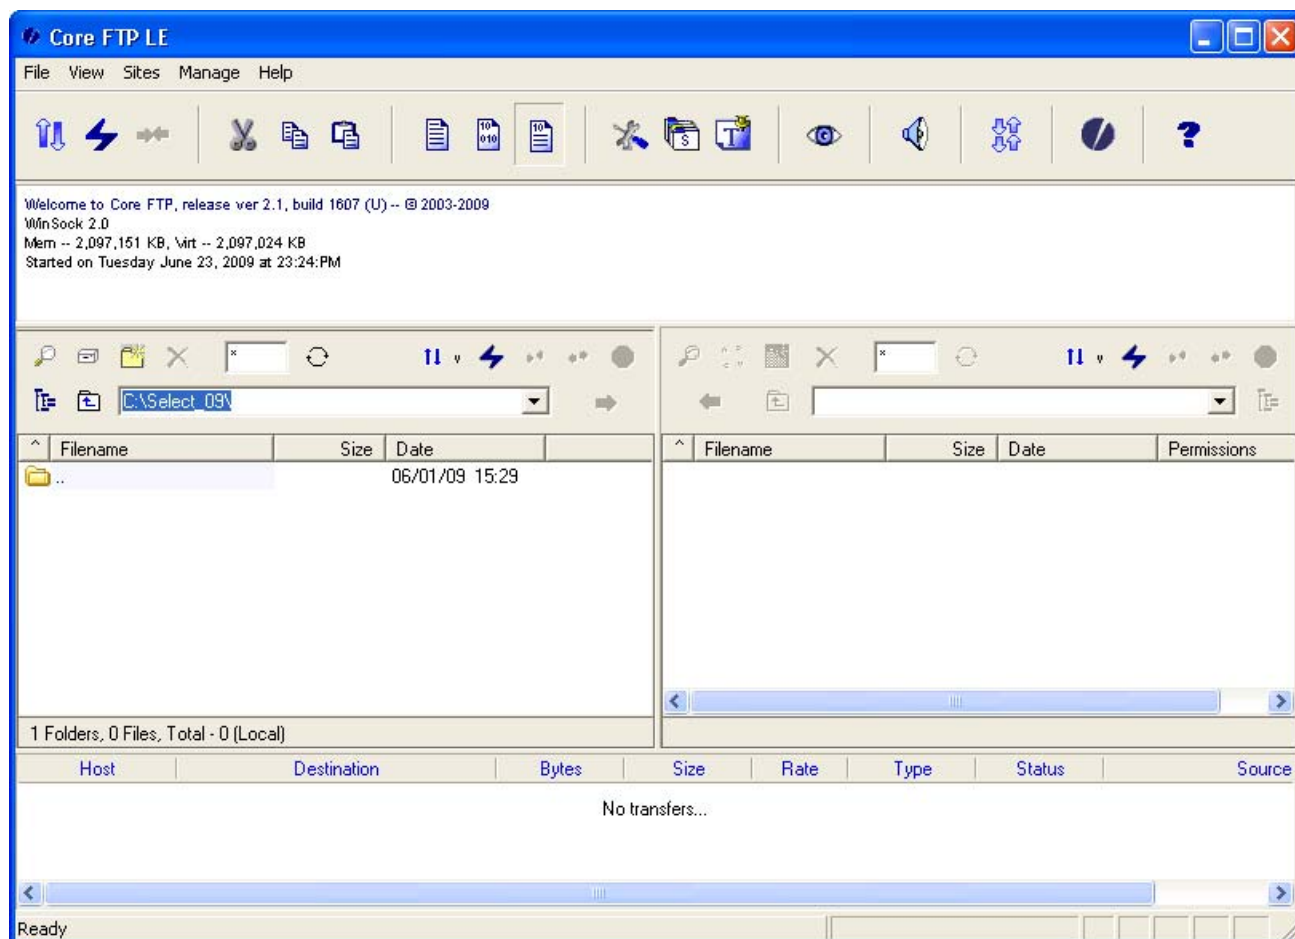 Core FTP LE
File View Sites Manage Help
Welcome to Core FTP, release ver 2.1, build 1607 (U) -- © 2003-2009
WinSock 2.0
Mem -- 2,097,151 KB, Virt -- 2,097,024 KB
Started on Tuesday June 23, 2009 at 23:24:PM
*
C:\Select_09\
^ Filename Size Date
.. 06/01/09 15:29
1 Folders, 0 Files, Total - 0 (Local)
*
^ Filename Size Date Permissions
Host Destination Bytes Size Rate Type Status Source
No transfers...
Ready